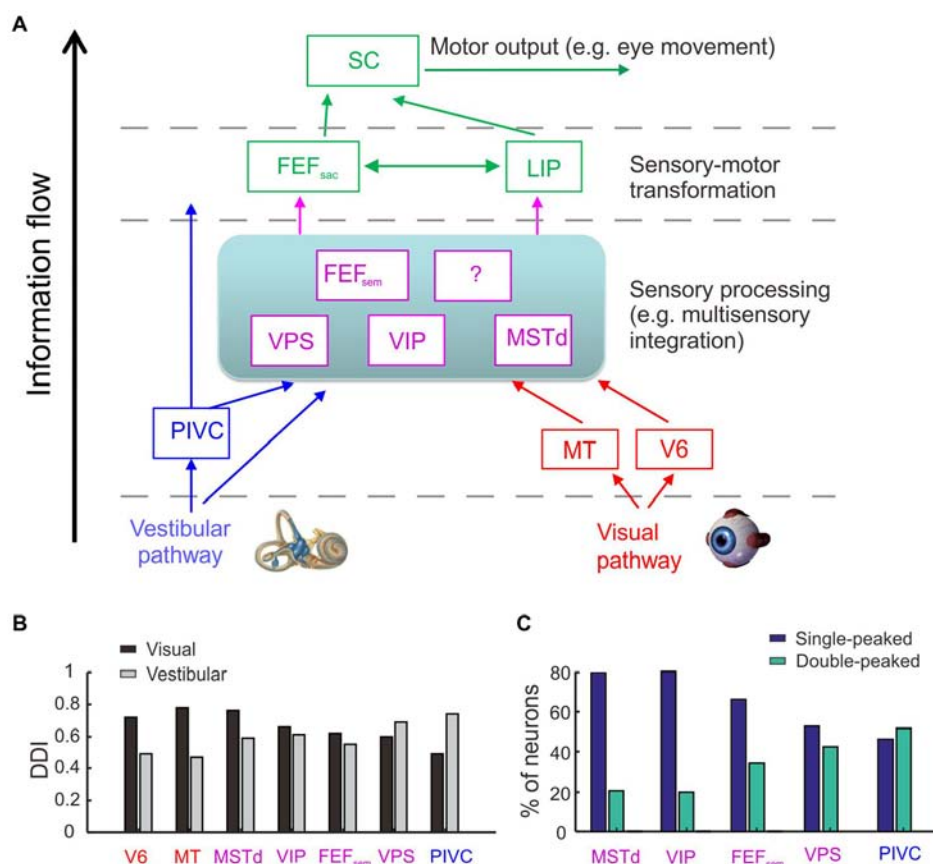 A
Information flow
SC
Motor output (e.g. eye movement)
FEFsac
LIP
Sensory-motor
transformation
FEFsem
?
VPS
VIP
MSTd
Sensory processing
(e.g. multisensory
integration)
PIVC
MT
V6
Vestibular
pathway
Visual
pathway
B
Visual
Vestibular
DDI
1
0.8
0.6
0.4
0.2
0
V6 MT MSTd VIP FEFsem VPS PIVC
C
Single-peaked
Double-peaked
% of neurons
80
60
40
20
0
MSTd VIP FEFsem VPS PIVC